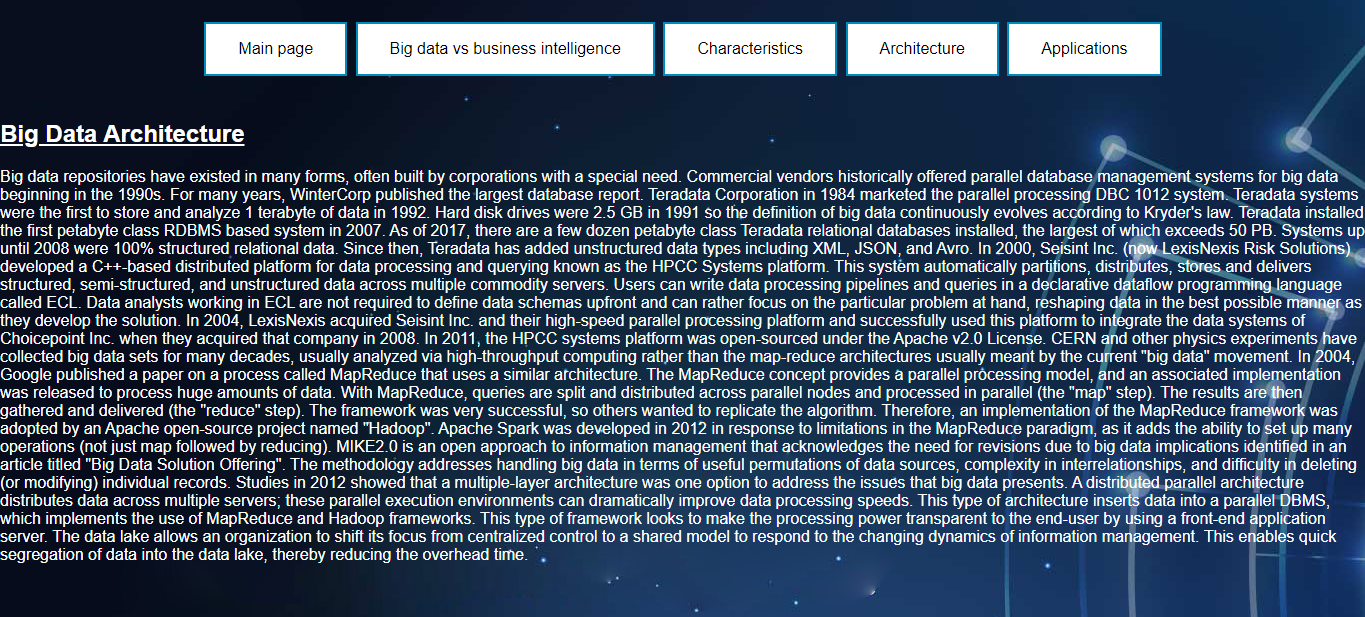 Main page
Big data vs business intelligence
Characteristics
Architecture
Applications
Big Data Architecture
Big data repositories have existed in many forms, often built by corporations with a special need. Commercial vendors historically offered parallel database management systems for big data
beginning in the 1990s. For many years, WinterCorp published the largest database report. Teradata Corporation in 1984 marketed the parallel processing DBC 1012 system. Teradata systems
were the first to store and analyze 1 terabyte of data in 1992. Hard disk drives were 2.5 GB in 1991 so the definition of big data continuously evolves according to Kryder's law. Teradata installed
the first petabyte class RDBMS based system in 2007. As of 2017, there are a few dozen petabyte class Teradata relational databases installed, the largest of which exceeds 50 PB. Systems up
until 2008 were 100% structured relational data. Since then, Teradata has added unstructured data types including XML, JSON, and Avro. In 2000, Seisint Inc. (now LexisNexis Risk Solutions)
developed a C++-based distributed platform for data processing and querying known as the HPCC Systems platform. This system automatically partitions, distributes, stores and delivers
structured, semi-structured, and unstructured data across multiple commodity servers. Users can write data processing pipelines and queries in a declarative dataflow programming language
called ECL. Data analysts working in ECL are not required to define data schemas upfront and can rather focus on the particular problem at hand, reshaping data in the best possible manner as
they develop the solution. In 2004, LexisNexis acquired Seisint Inc. and their high-speed parallel processing platform and successfully used this platform to integrate the data systems of
Choicepoint Inc. when they acquired that company in 2008. In 2011, the HPCC systems platform was open-sourced under the Apache v2.0 License. CERN and other physics experiments have
collected big data sets for many decades, usually analyzed via high-throughput computing rather than the map-reduce architectures usually meant by the current "big data" movement. In 2004,
Google published a paper on a process called MapReduce that uses a similar architecture. The MapReduce concept provides a parallel processing model, and an associated implementation
was released to process huge amounts of data. With MapReduce, queries are split and distributed across parallel nodes and processed in parallel (the "map" step). The results are then
gathered and delivered (the "reduce" step). The framework was very successful, so others wanted to replicate the algorithm. Therefore, an implementation of the MapReduce framework was
adopted by an Apache open-source project named "Hadoop". Apache Spark was developed in 2012 in response to limitations in the MapReduce paradigm, as it adds the ability to set up many
operations (not just map followed by reducing). MIKE2.0 is an open approach to information management that acknowledges the need for revisions due to big data implications identified in an
article titled "Big Data Solution Offering". The methodology addresses handling big data in terms of useful permutations of data sources, complexity in interrelationships, and difficulty in deleting
(or modifying) individual records. Studies in 2012 showed that a multiple-layer architecture was one option to address the issues that big data presents. A distributed parallel architecture
distributes data across multiple servers; these parallel execution environments can dramatically improve data processing speeds. This type of architecture inserts data into a parallel DBMS,
which implements the use of MapReduce and Hadoop frameworks. This type of framework looks to make the processing power transparent to the end-user by using a front-end application
server. The data lake allows an organization to shift its focus from centralized control to a shared model to respond to the changing dynamics of information management. This enables quick
segregation of data into the data lake, thereby reducing the overhead time.